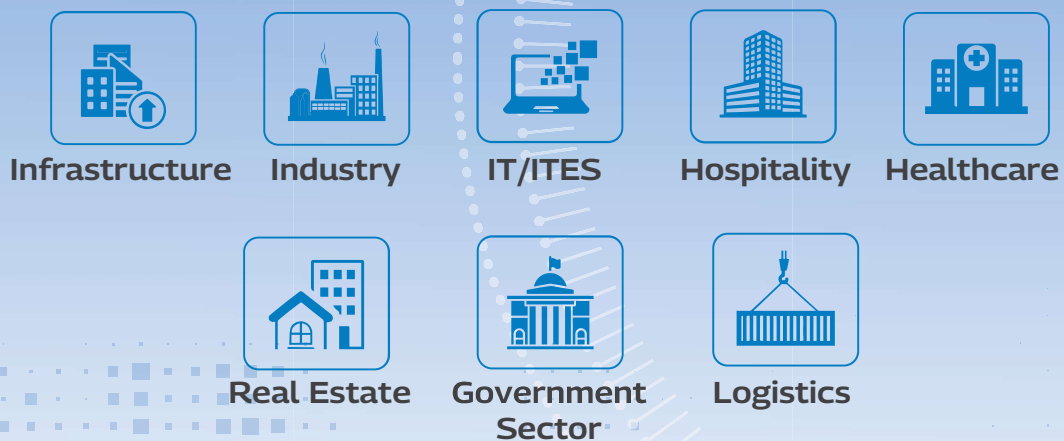 Infrastructure
Industry
IT/ITES
Hospitality
Healthcare
Real Estate
Government
Sector
Logistics